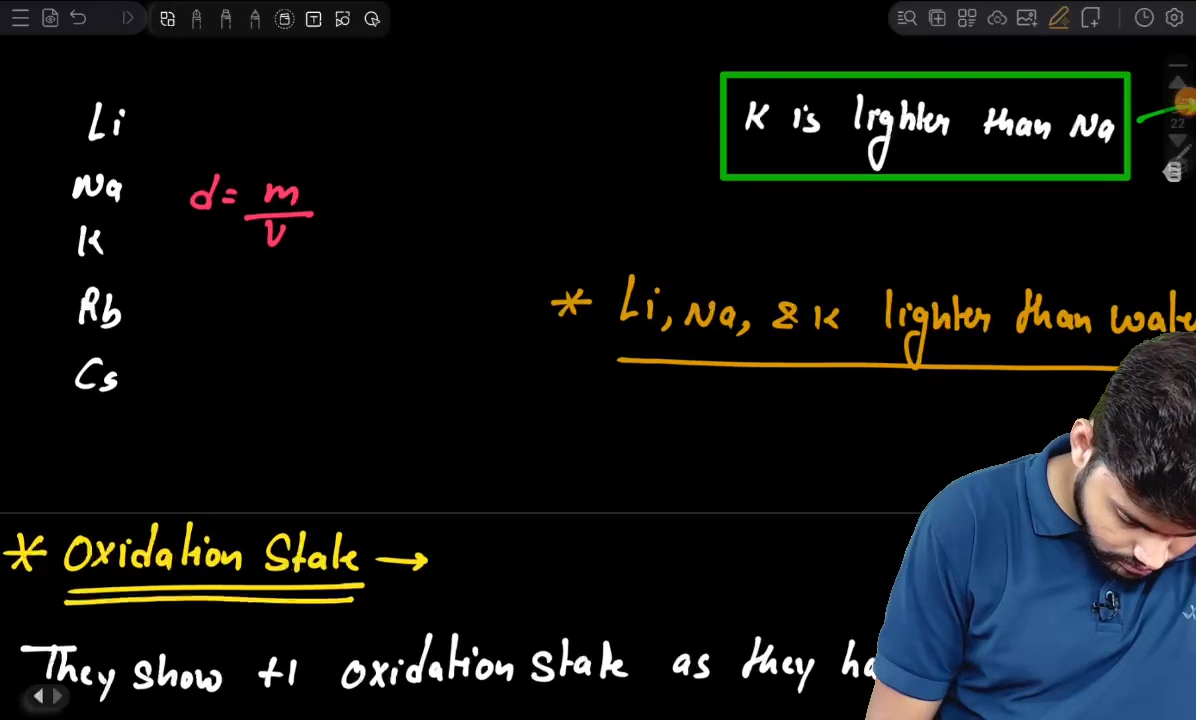 Li
Na
K
Rb
Cs
d = m/V
K is lighter than Na
22
* Li, Na, & K lighter than wate
* Oxidation State →
They show +1 oxidation state as they ha